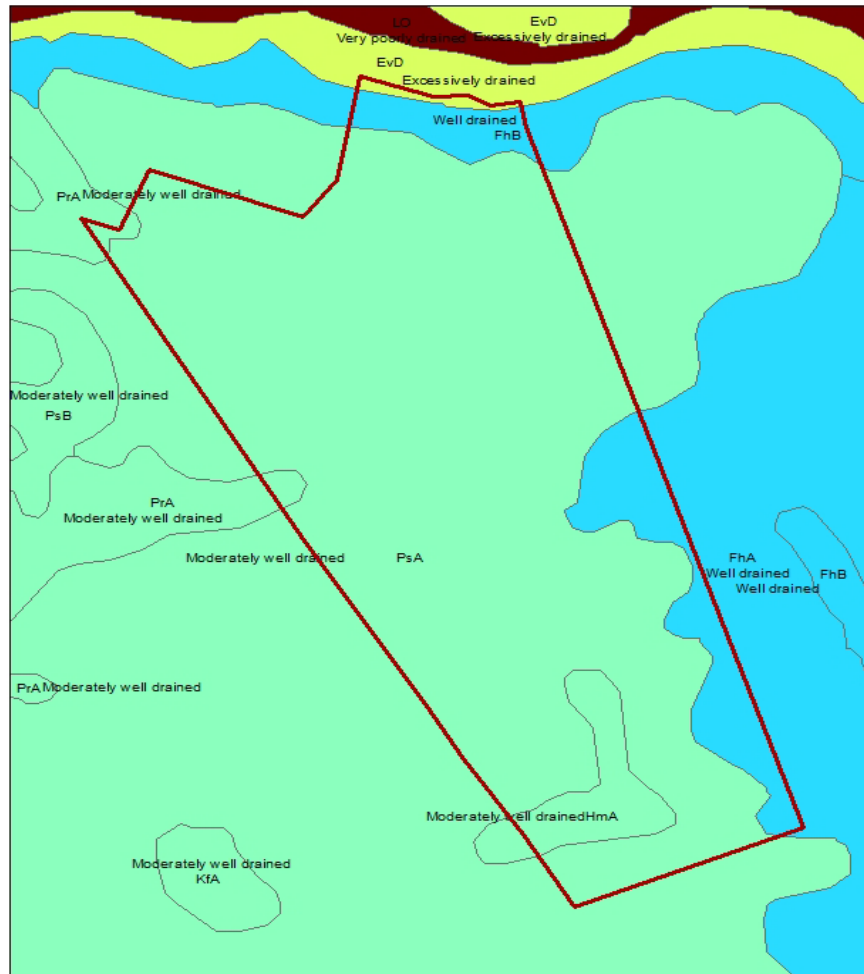 LO
Very poorly drained
EvD
Excessively drained
EvD
Excessively drained
Well drained
FhB
PrA Moderately well drained
Moderately well drained
PsB
PrA
Moderately well drained
Moderately well drained
PsA
FhA
Well drained
FhB
Well drained
PrA Moderately well drained
Moderately well drained HmA
Moderately well drained
KfA